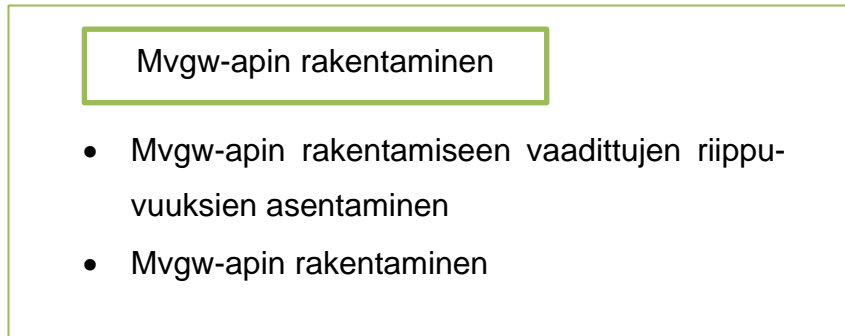 Mvgw-apin rakentaminen
• Mvgw-apin rakentamiseen vaadittujen riippu-
vuuksien asentaminen
• Mvgw-apin rakentaminen